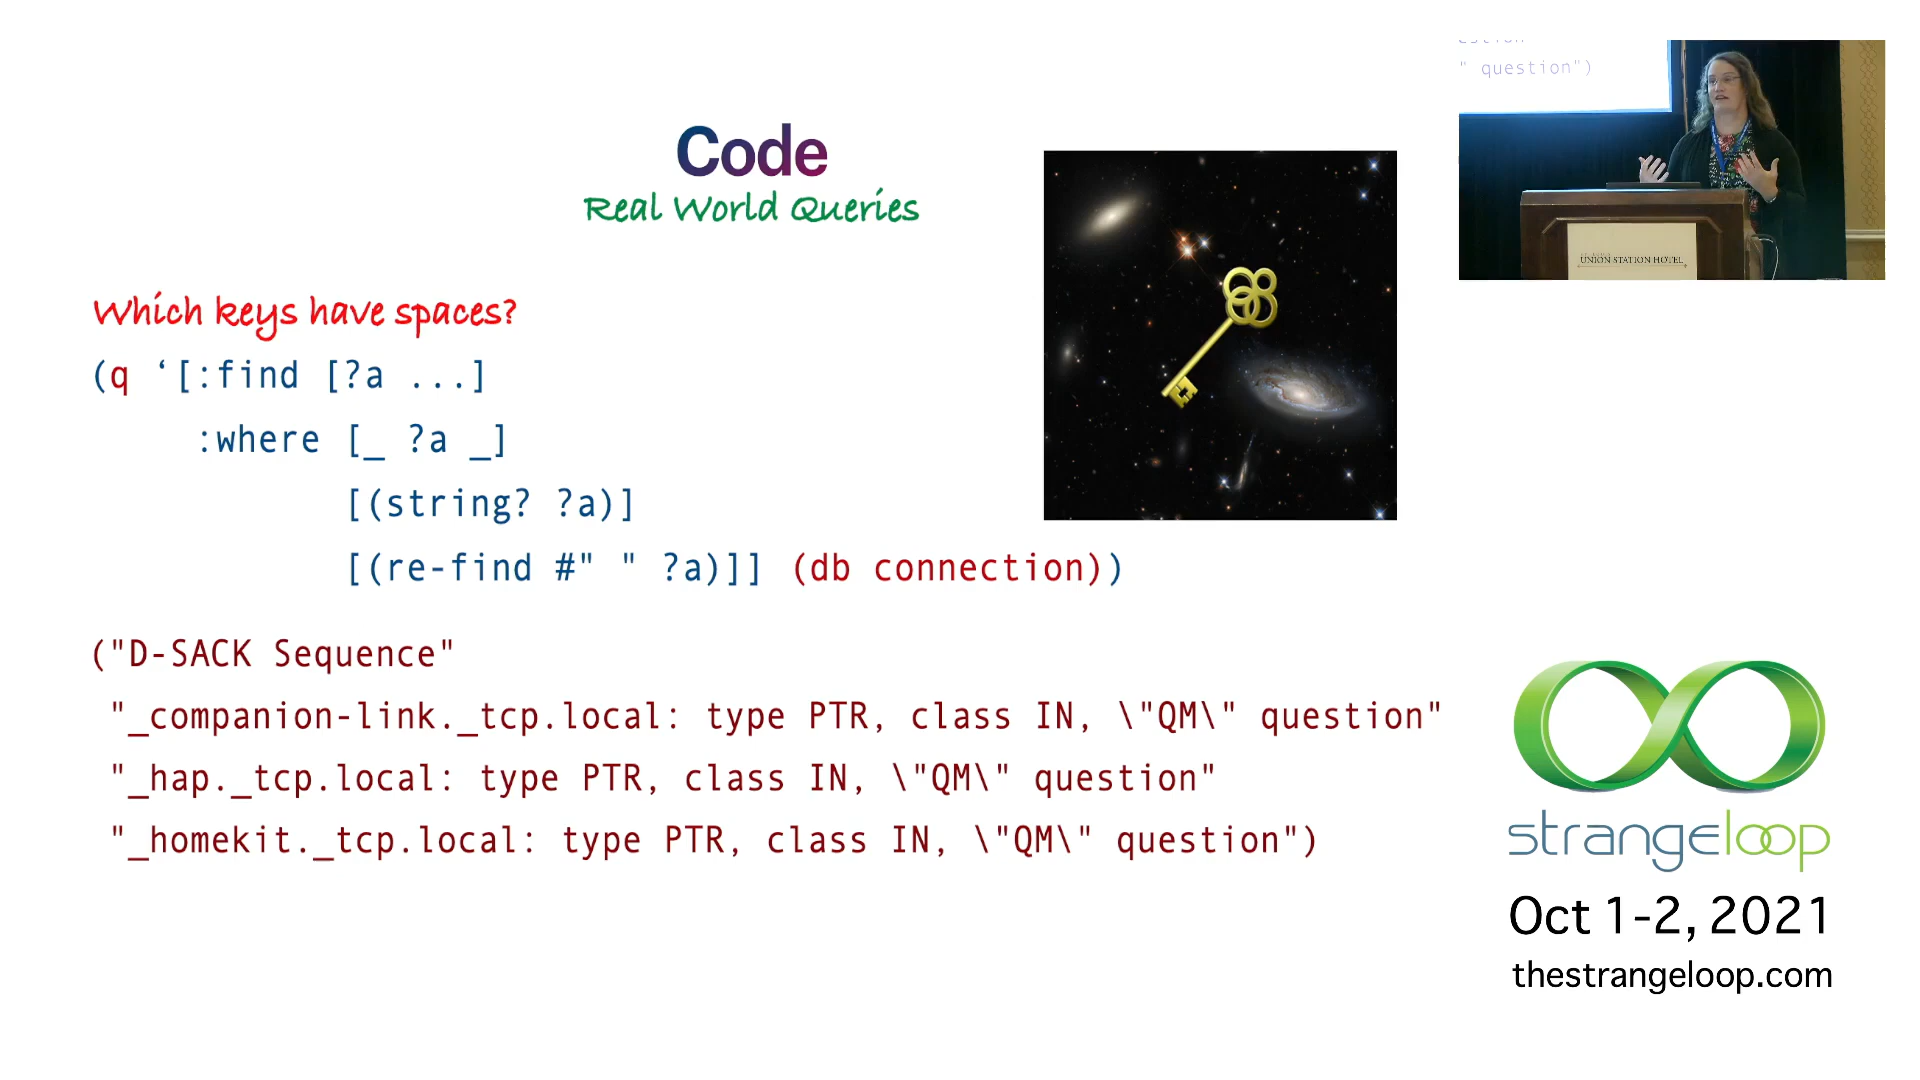 Code
Real World Queries
Which keys have spaces?
(q ‘[:find [?a ...]
:where [_ ?a _]
[(string? ?a)]
[(re-find #" " ?a)]] (db connection))
("D-SACK Sequence"
"_companion-link._tcp.local: type PTR, class IN, \"QM\" question"
"_hap._tcp.local: type PTR, class IN, \"QM\" question"
"_homekit._tcp.local: type PTR, class IN, \"QM\" question")
" question")
UNION STATION HOTEL
strangeloop
Oct 1-2, 2021
thestrangeloop.com